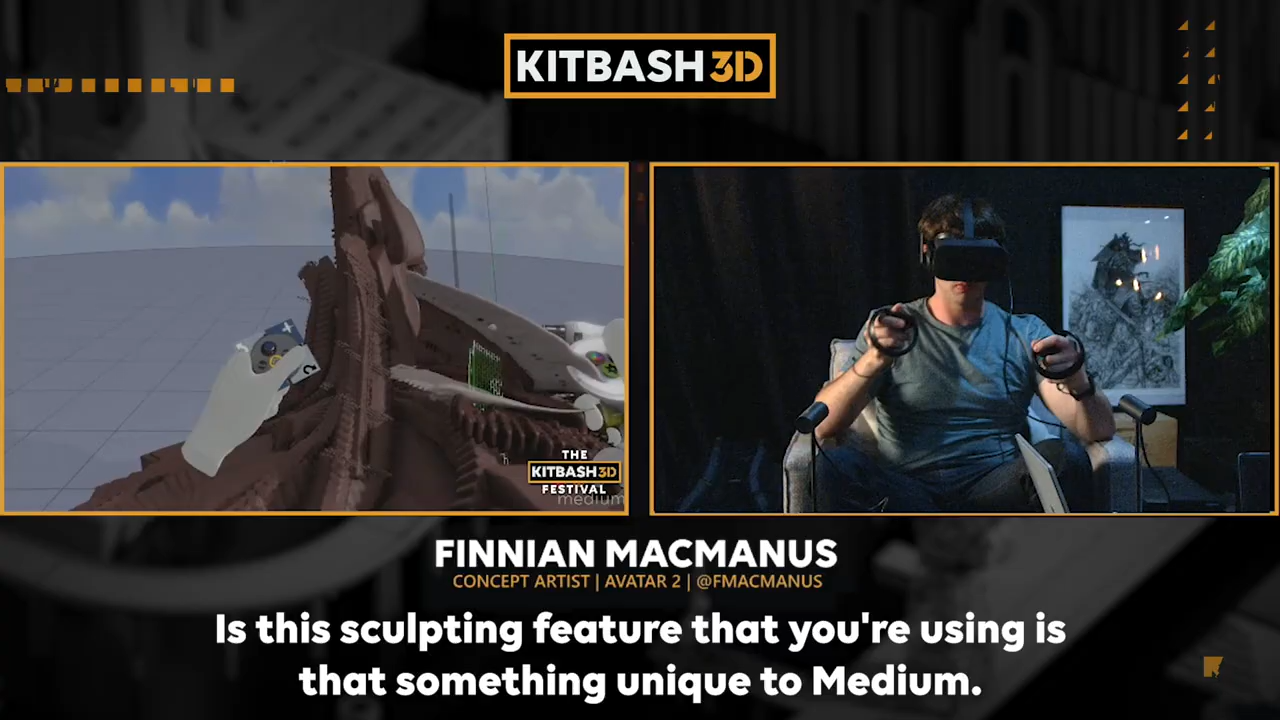 KITBASH3D
THE
KITBASH3D
FESTIVAL
medium
FINNIAN MACMANUS
CONCEPT ARTIST | AVATAR 2 | @FMACMANUS
Is this sculpting feature that you're using is
that something unique to Medium.